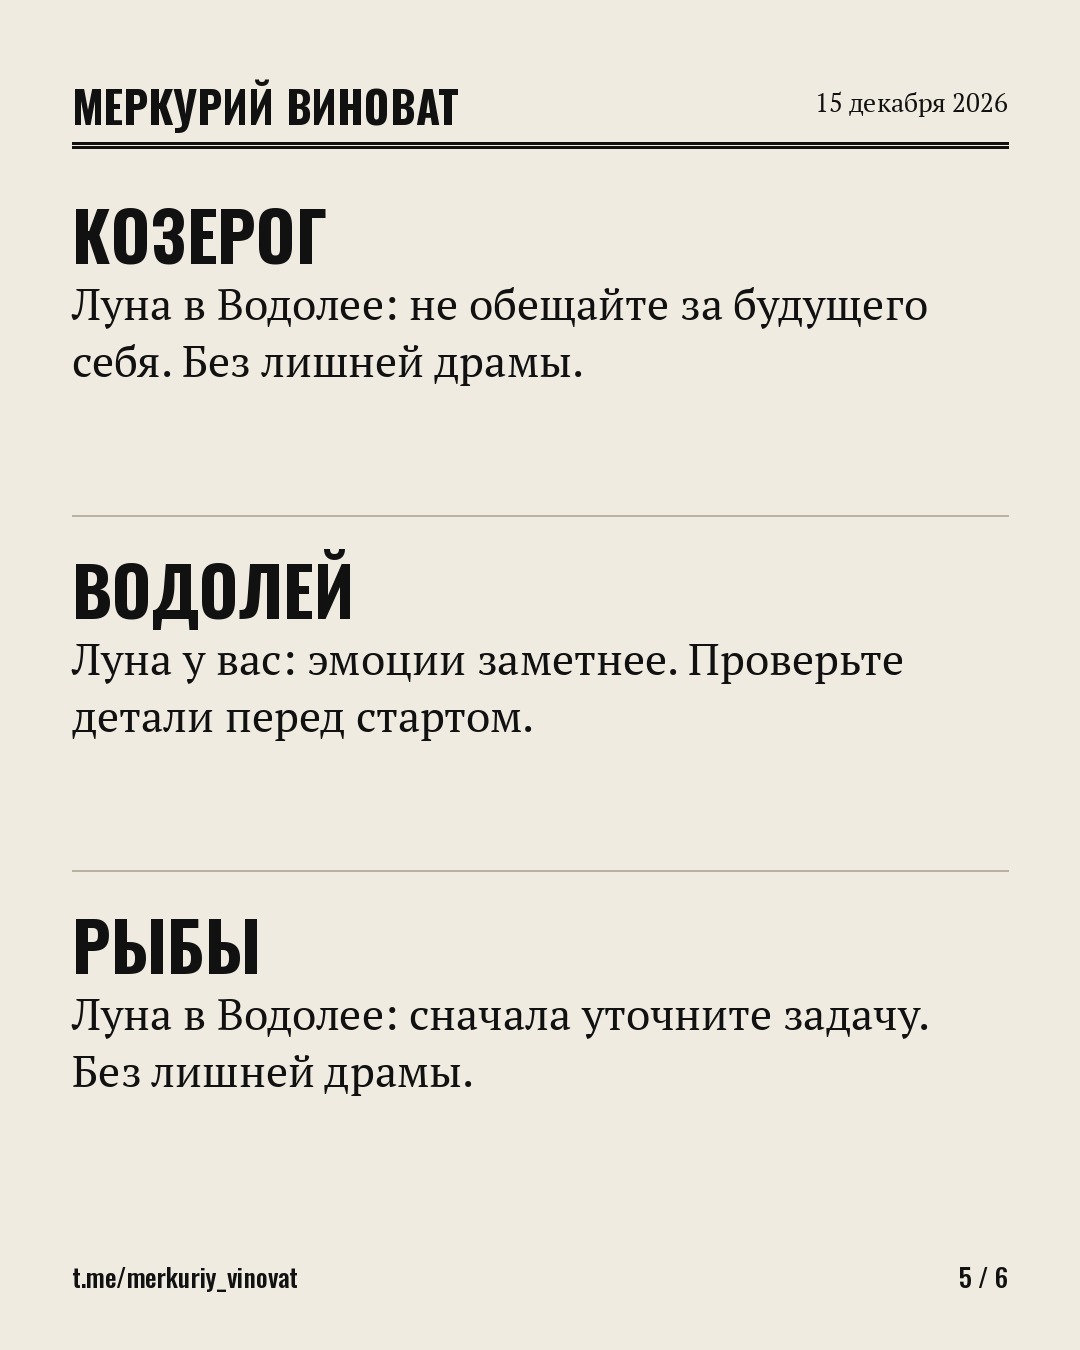 МЕРКУРИЙ ВИНОВАТ
15 декабря 2026
КОЗЕРОГ
Луна в Водолее: не обещайте за будущего
себя. Без лишней драмы.
ВОДОЛЕЙ
Луна у вас: эмоции заметнее. Проверьте
детали перед стартом.
РЫБЫ
Луна в Водолее: сначала уточните задачу.
Без лишней драмы.
t.me/merkuriy_vinovat
5 / 6